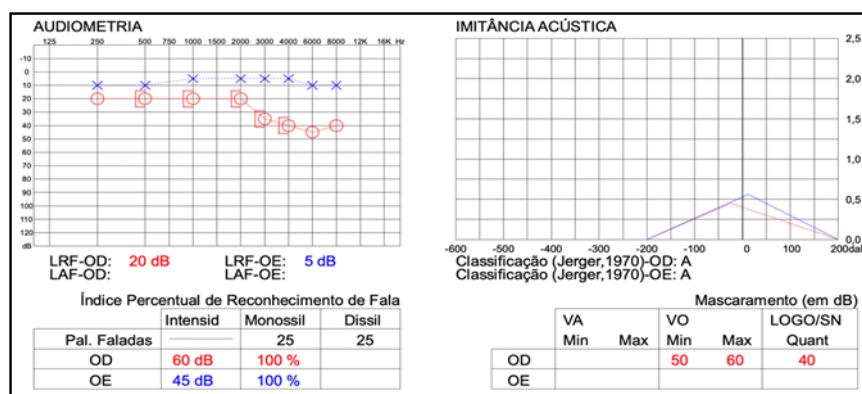 AUDIOMETRIA
125 250 500 750 1000 1500 2000 3000 4000 6000 8000 12K 16K Hz
-10
0
10
20
30
40
50
60
70
80
90
100
110
120
dB
LRF-OD: 20 dB LRF-OE: 5 dB
LAF-OD: LAF-OE:
Índice Percentual de Reconhecimento de Fala
Intensid Monossil Dissil
Pal. Faladas 25 25
OD 60 dB 100 %
OE 45 dB 100 %
IMITÂNCIA ACÚSTICA
2,5
2,0
1,5
1,0
0,5
0,0
-600 -500 -400 -300 -200 -100 0 100 200daI
Classificação (Jerger,1970)-OD: A
Classificação (Jerger,1970)-OE: A
Mascaramento (em dB)
VA VO LOGO/SN
Min Max Min Max Quant
OD 50 60 40
OE